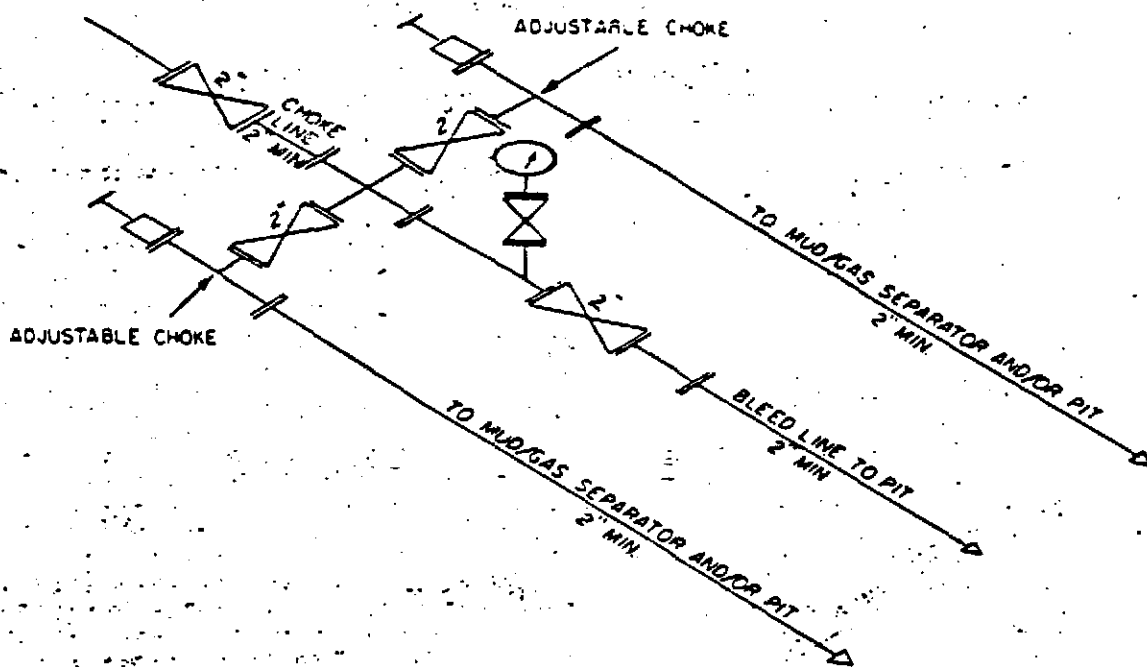 ADJUSTABLE CHOKE
2"
CHOKE
LINE
2" MIN
2"
2"
ADJUSTABLE CHOKE
2"
TO MUD/GAS SEPARATOR AND/OR PIT
2" MIN.
BLEED LINE TO PIT
2" MIN
TO MUD/GAS SEPARATOR AND/OR PIT
2" MIN.